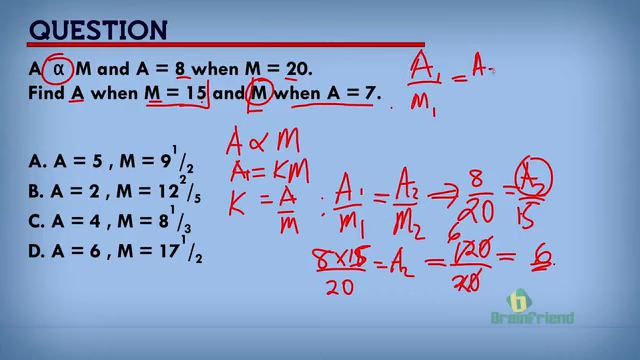 QUESTION
A α M and A = 8 when M = 20.
Find A when M = 15 and M when A = 7.
A. A = 5, M = 9 1/2
B. A = 2, M = 12 2/5
C. A = 4, M = 8 1/3
D. A = 6, M = 17 1/2
A1/M1 = A
A ∝ M
A1 = KM
K = A/M
: A1/M1 = A2/M2 ⇒ 8/20 = A2/15
8 × 15/20 = A2 = 120/20 = 6
6
b
Brainfriend